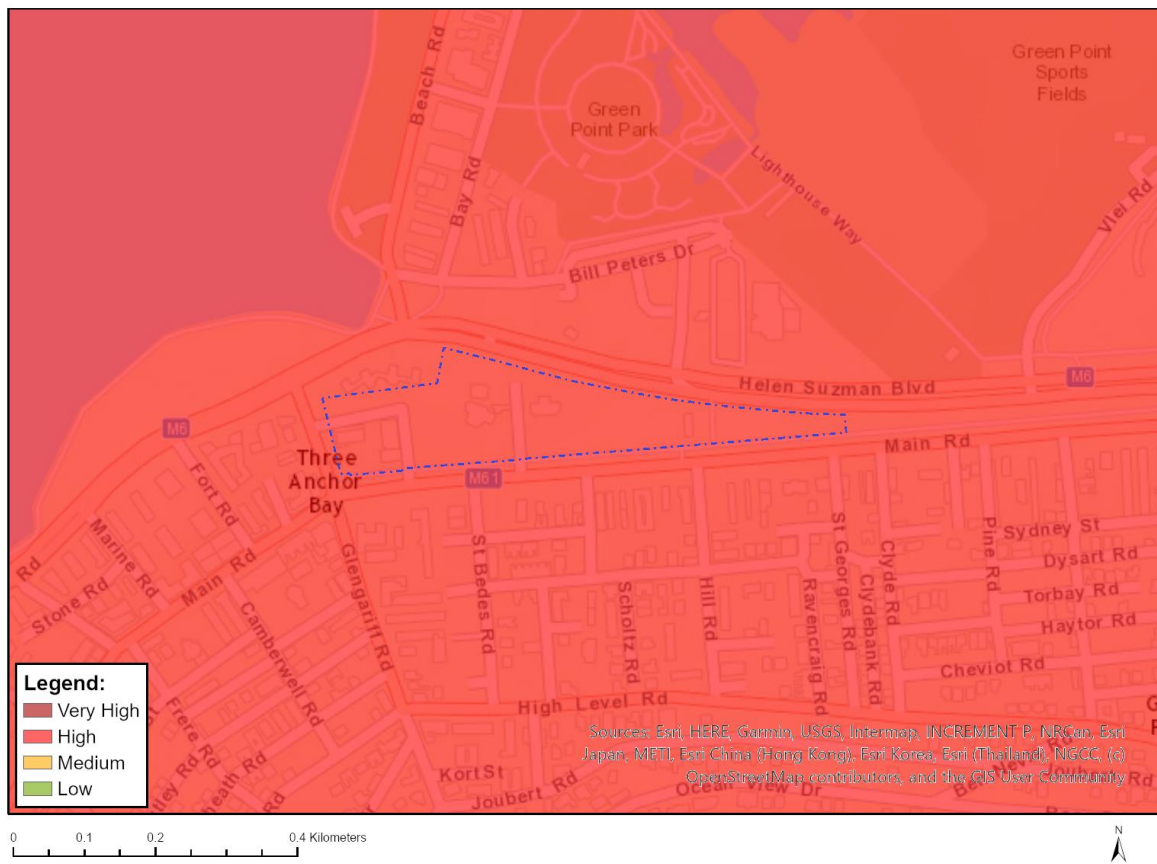 Green Point
Sports
Fields
Green
Point Park
Beach Rd
Bay Rd
Lighthouse Way
Vlei Rd
Bill Peters Dr
Helen Suzman Blvd
M6
M6
Main Rd
Three
Anchor
Bay
M61
Fort Rd
Marine Rd
Main Rd
Rd
Stone Rd
Camberwell Rd
Glengariff Rd
St Bedes Rd
Scholtz Rd
Hill Rd
Ravencraig Rd
St Georges Rd
Clydebank Rd
Clyde Rd
Pine Rd
Sydney St
Dysart Rd
Torbay Rd
Haytor Rd
Cheviot Rd
High Level Rd
Frere Rd
Kort St
Joubert Rd
Ocean View Dr
Legend:
Very High
High
Medium
Low
Sources: Esri, HERE, Garmin, USGS, Intermap, INCREMENT P, NRCan, Esri
Japan, METI, Esri China (Hong Kong), Esri Korea, Esri (Thailand), NGCC, (c)
OpenStreetMap contributors, and the GIS User Community
0 0.1 0.2 0.4 Kilometers
N